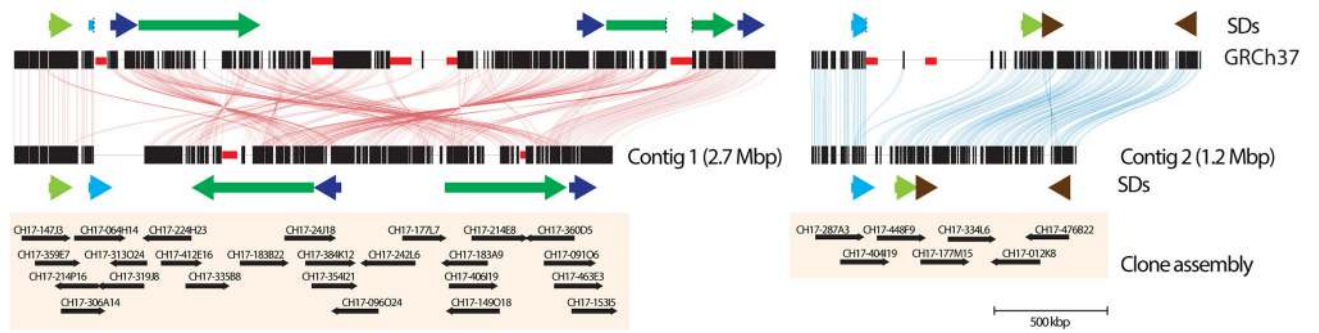 SDs
GRCh37
Contig 1 (2.7 Mbp)
Contig 2 (1.2 Mbp)
SDs
CH17-147J3 CH17-064H14 CH17-224H23 CH17-24J18 CH17-177L7 CH17-214E8 CH17-360D5
CH17-359E7 CH17-313O24 CH17-412E16 CH17-183B22 CH17-384K12 CH17-242L6 CH17-183A9 CH17-091O6
CH17-214P16 CH17-319J8 CH17-335B8 CH17-354I21 CH17-406I19 CH17-463E3
CH17-306A14 CH17-096O24 CH17-149O18 CH17-153I5
CH17-287A3 CH17-448F9 CH17-334L6 CH17-476B22
CH17-404I19 CH17-177M15 CH17-012K8
Clone assembly
500 kbp